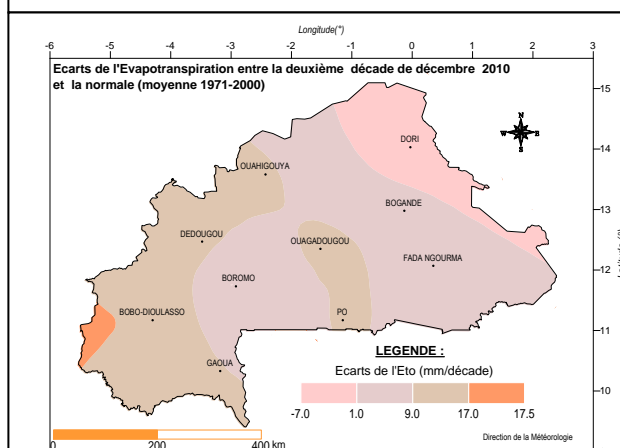 Longitude(°)
-6 -5 -4 -3 -2 -1 0 1 2 3
Ecarts de l'Evapotranspiration entre la deuxième décade de décembre 2010
et la normale (moyenne 1971-2000)
15
N
W E
S
DORI
14
OUAHIGOUYA
BOGANDE
13
DEDOUGOU
OUAGADOUGOU
FADA NGOURMA
12
BOROMO
BOBO-DIOULASSO
PO
11
LEGENDE :
GAOUA
Ecarts de l'Eto (mm/décade)
10
-7.0 1.0 9.0 17.0 17.5
Direction de la Météorologie
0 200 400 km